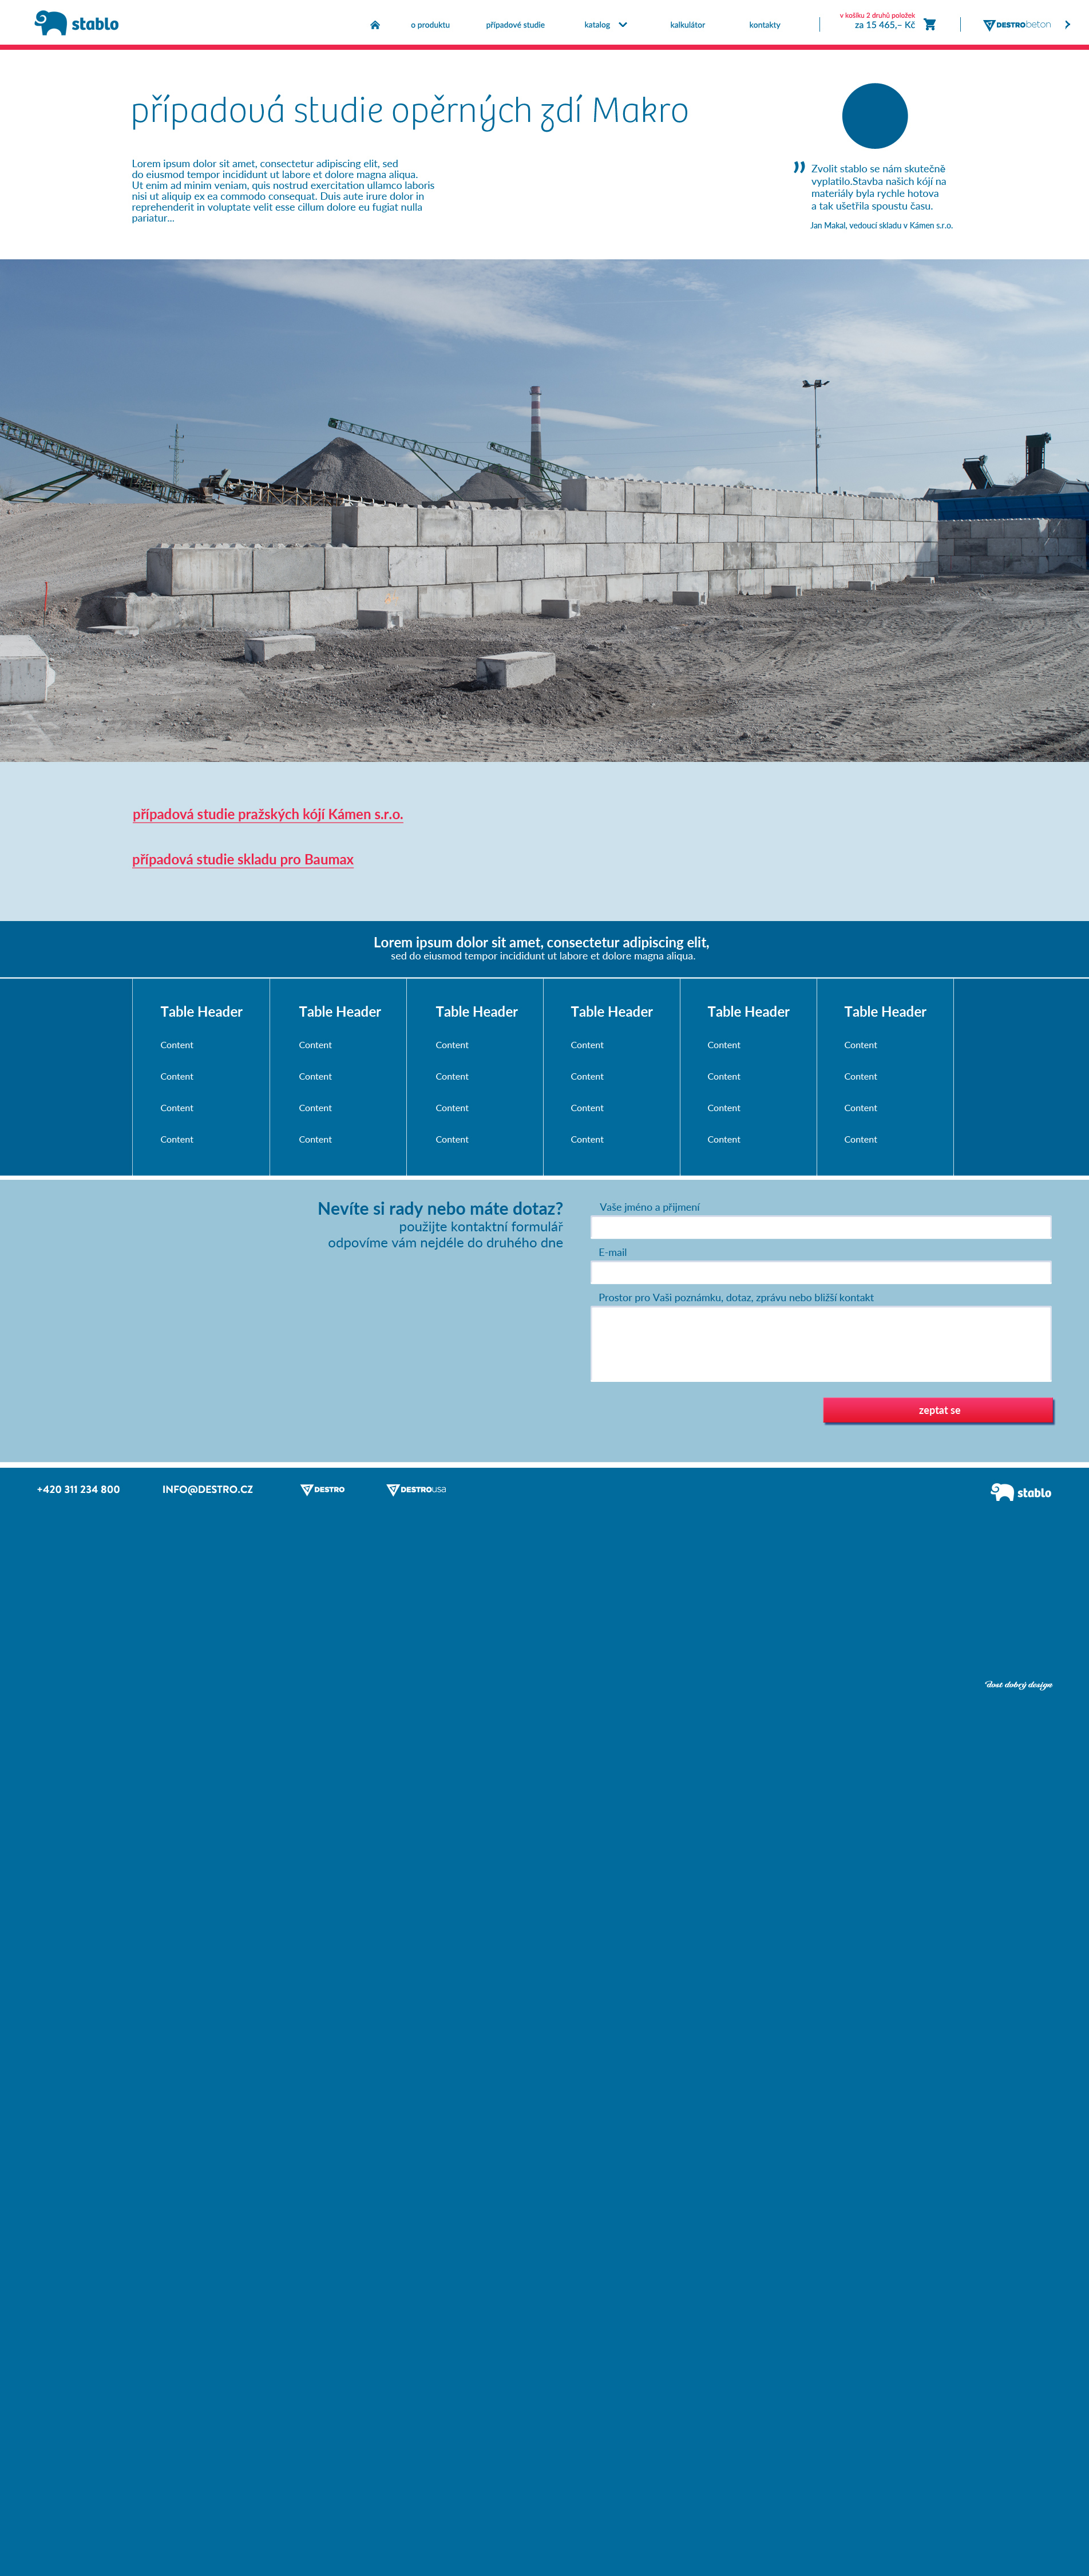 stablo
o produktu
případové studie
katalog
kalkulátor
kontakty
v košíku 2 druhů položek
za 15 465,– Kč
DESTRObeton
případová studie opěrných zdí Makro
Lorem ipsum dolor sit amet, consectetur adipiscing elit, sed
do eiusmod tempor incididunt ut labore et dolore magna aliqua.
Ut enim ad minim veniam, quis nostrud exercitation ullamco laboris
nisi ut aliquip ex ea commodo consequat. Duis aute irure dolor in
reprehenderit in voluptate velit esse cillum dolore eu fugiat nulla
pariatur...
” Zvolit stablo se nám skutečně
vyplatilo.Stavba našich kójí na
materiály byla rychle hotova
a tak ušetřila spoustu času.
Jan Makal, vedoucí skladu v Kámen s.r.o.
případová studie pražských kójí Kámen s.r.o.
případová studie skladu pro Baumax
Lorem ipsum dolor sit amet, consectetur adipiscing elit,
sed do eiusmod tempor incididunt ut labore et dolore magna aliqua.
Table Header Table Header Table Header Table Header Table Header Table Header
Content Content Content Content Content Content
Content Content Content Content Content Content
Content Content Content Content Content Content
Content Content Content Content Content Content
Nevíte si rady nebo máte dotaz?
použijte kontaktní formulář
odpovíme vám nejdéle do druhého dne
Vaše jméno a přijmení
E-mail
Prostor pro Vaši poznámku, dotaz, zprávu nebo bližší kontakt
zeptat se
+420 311 234 800
INFO@DESTRO.CZ
DESTRO
DESTROusa
stablo
dost dobrý design